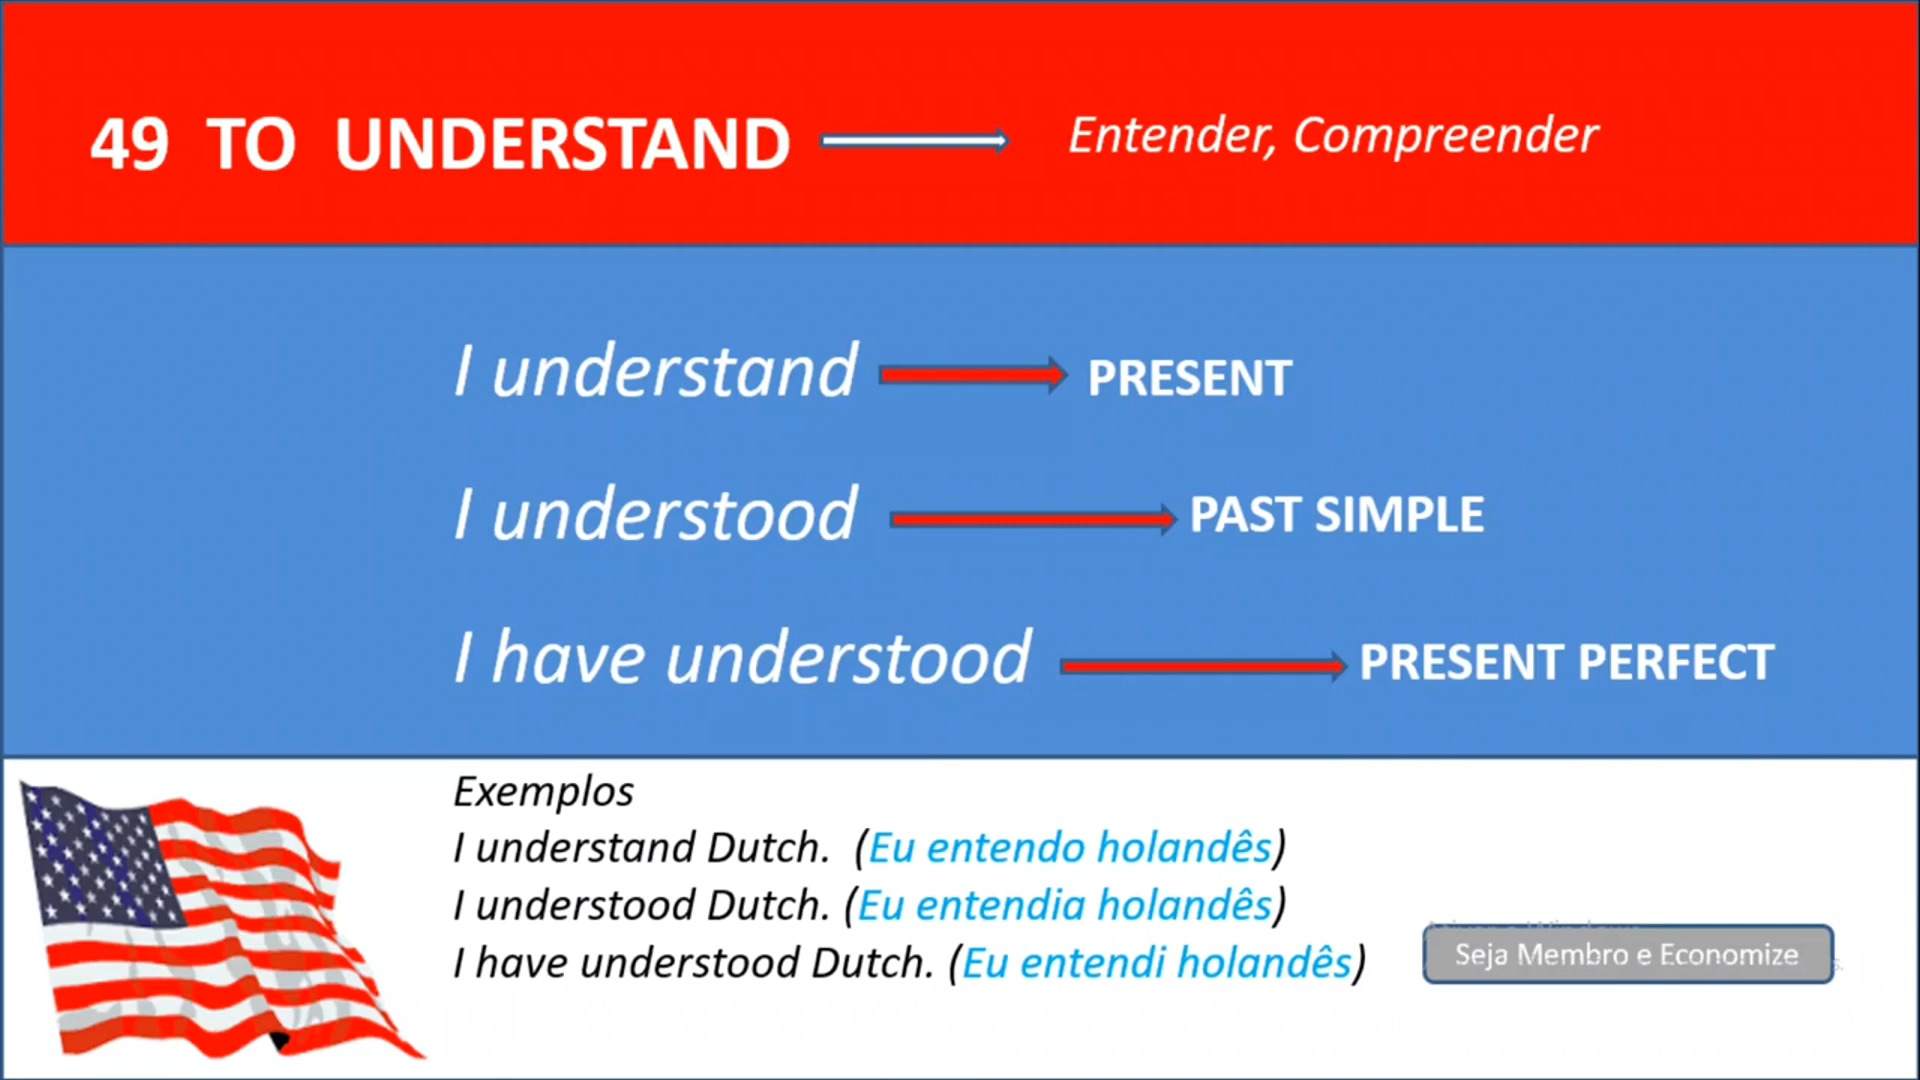 49 TO UNDERSTAND
Entender, Compreender
I understand
PRESENT
I understood
PAST SIMPLE
I have understood
PRESENT PERFECT
Exemplos
I understand Dutch. (Eu entendo holandês)
I understood Dutch. (Eu entendia holandês)
I have understood Dutch. (Eu entendi holandês)
Seja Membro e Economize